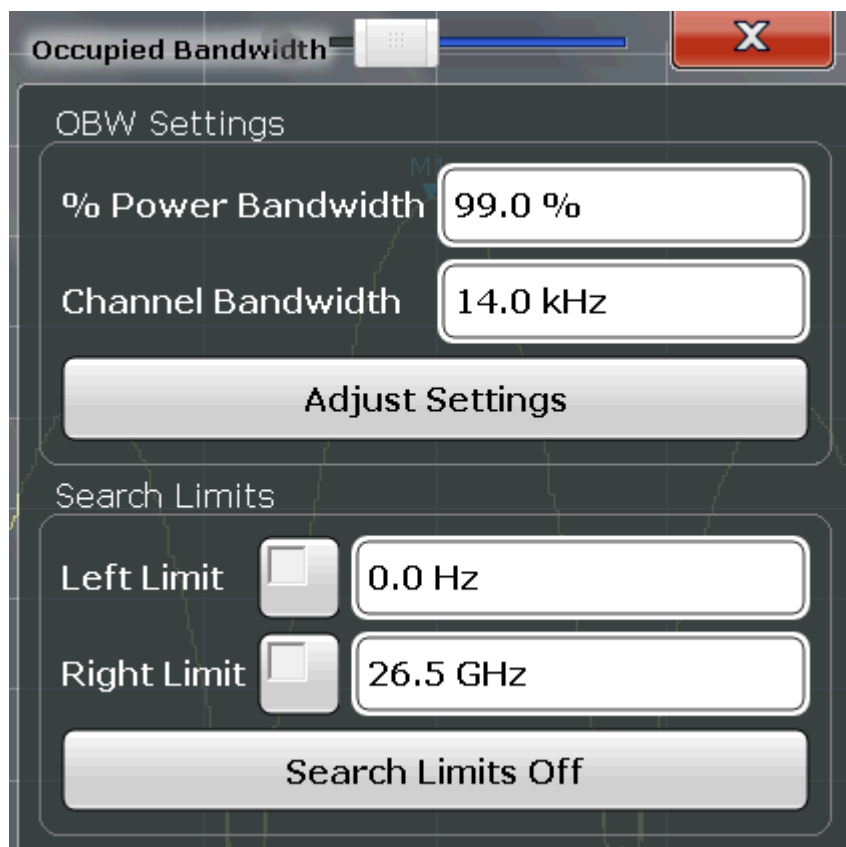 Occupied Bandwidth X
OBW Settings
M1
% Power Bandwidth 99.0 %
Channel Bandwidth 14.0 kHz
Adjust Settings
Search Limits
Left Limit 0.0 Hz
Right Limit 26.5 GHz
Search Limits Off